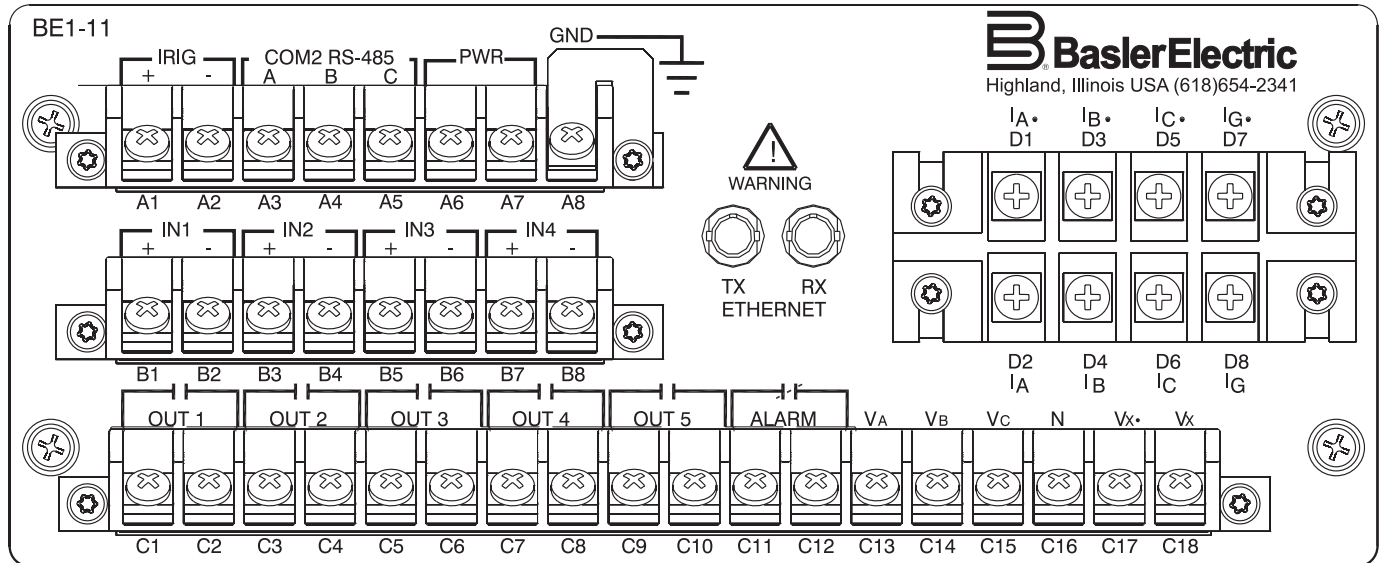 BE1-11
IRIG COM2 RS-485 PWR GND
+ - A B C
A1 A2 A3 A4 A5 A6 A7 A8
IN1 IN2 IN3 IN4
+ - + - + - + -
B1 B2 B3 B4 B5 B6 B7 B8
OUT 1 OUT 2 OUT 3 OUT 4 OUT 5 ALARM VA VB VC N VX• VX
C1 C2 C3 C4 C5 C6 C7 C8 C9 C10 C11 C12 C13 C14 C15 C16 C17 C18
!
WARNING
TX RX
ETHERNET
Basler Electric
Highland, Illinois USA (618)654-2341
IA• IB• IC• IG•
D1 D3 D5 D7
D2 D4 D6 D8
IA IB IC IG